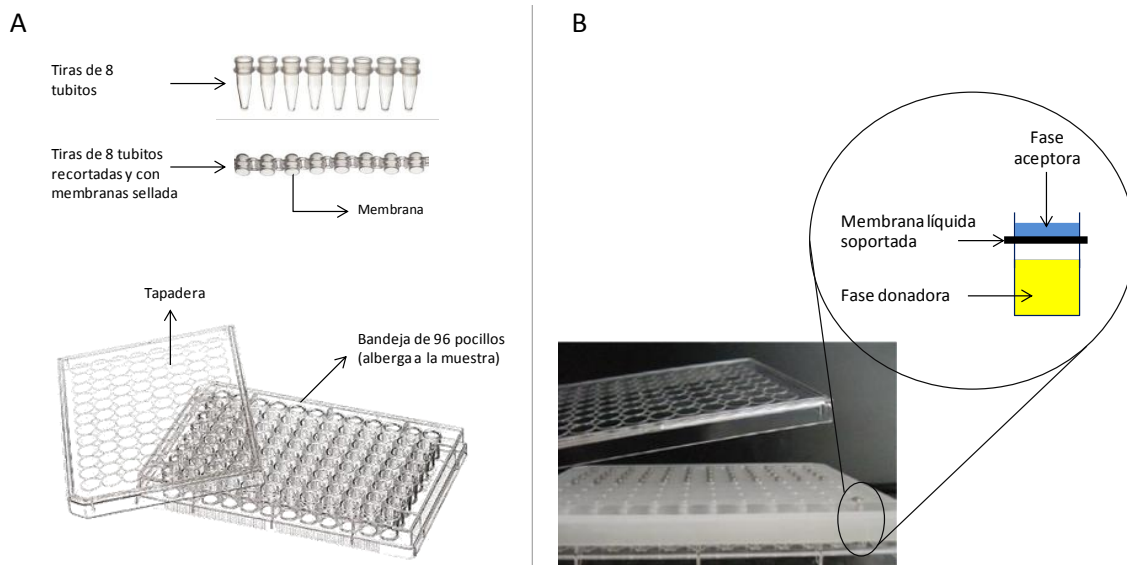 A
Tiras de 8
tubitos
Tiras de 8 tubitos
recortadas y con
membranas sellada
Membrana
Tapadera
Bandeja de 96 pocillos
(alberga a la muestra)
B
Fase
aceptora
Membrana líquida
soportada
Fase donadora